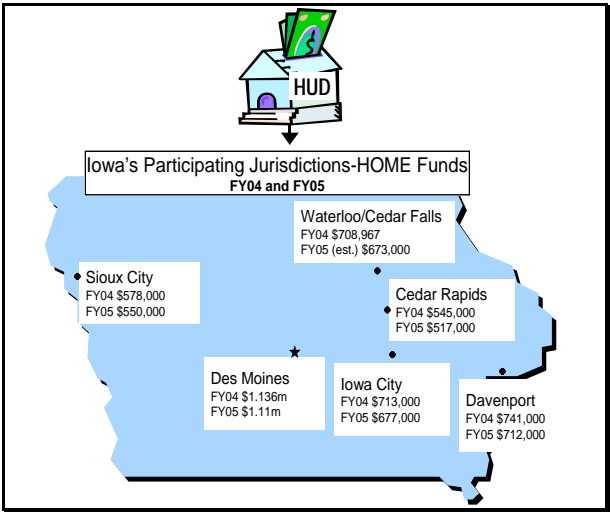 $
HUD
Iowa's Participating Jurisdictions-HOME Funds
FY04 and FY05
Waterloo/Cedar Falls
FY04 $708,967
FY05 (est.) $673,000
Sioux City
FY04 $578,000
FY05 $550,000
Cedar Rapids
FY04 $545,000
FY05 $517,000
Des Moines
FY04 $1.136m
FY05 $1.11m
Iowa City
FY04 $713,000
FY05 $677,000
Davenport
FY04 $741,000
FY05 $712,000